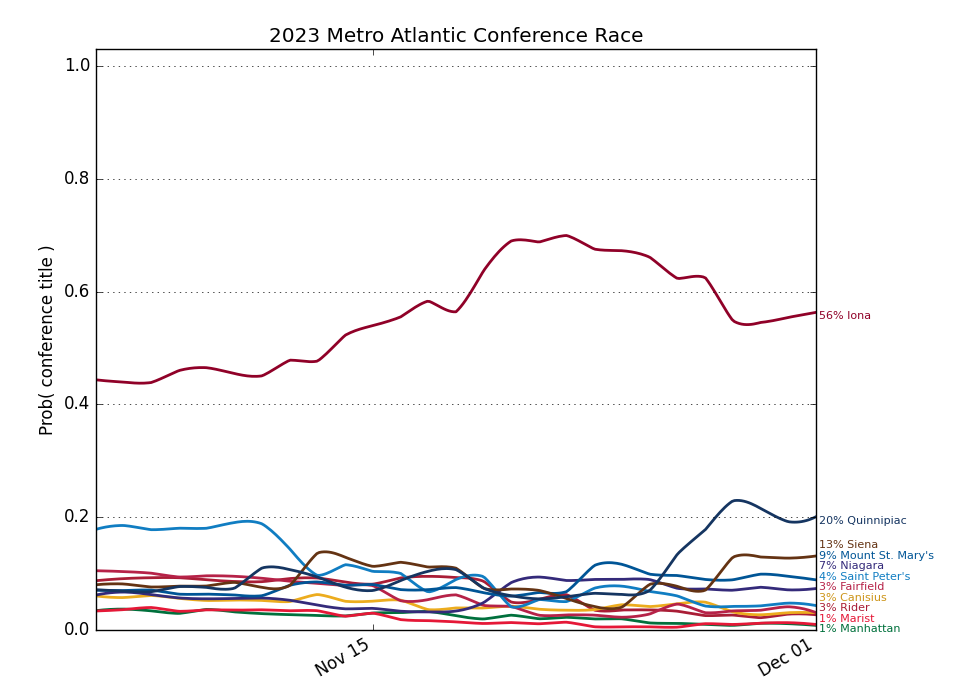 2023 Metro Atlantic Conference Race
1.0
0.8
0.6
0.4
0.2
0.0
Prob( conference title )
Nov 15
Dec 01
56% Iona
20% Quinnipiac
13% Siena
9% Mount St. Mary's
7% Niagara
4% Saint Peter's
3% Canisius
3% Fairfield
3% Rider
1% Marist
1% Manhattan